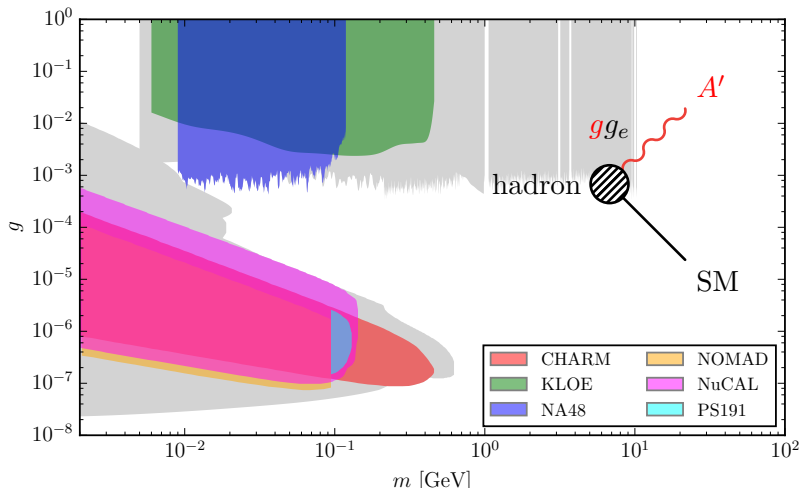 10^0
10^{-1}
10^{-2}
10^{-3}
10^{-4}
10^{-5}
10^{-6}
10^{-7}
10^{-8}
g
A′
gg_e
hadron
SM
CHARM NOMAD
KLOE NuCAL
NA48 PS191
10^{-2} 10^{-1} 10^0 10^1 10^2
m [GeV]